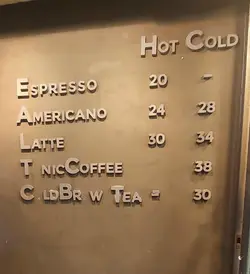 HOT COLD
ESPRESSO 20 -
AMERICANO 24 28
LATTE 30 34
T NICCOFFEE 38
C LDBR W TEA - 30